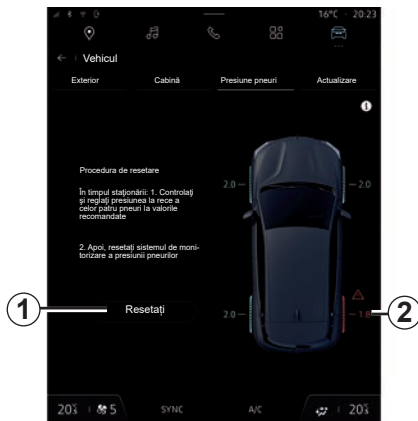 16°C 20:23
← Vehicul
Exterior Cabină Presiune pneuri Actualizare
Procedura de resetare
În timpul staționării: 1. Controlați
și reglați presiunea la rece a
celor patru pneuri la valorile
recomandate
2. Apoi, resetați sistemul de moni-
torizare a presiunii pneurilor
2.0 2.0
1 Resetați 2.0 1.8 2
20.5 5 SYNC A/C 20.5